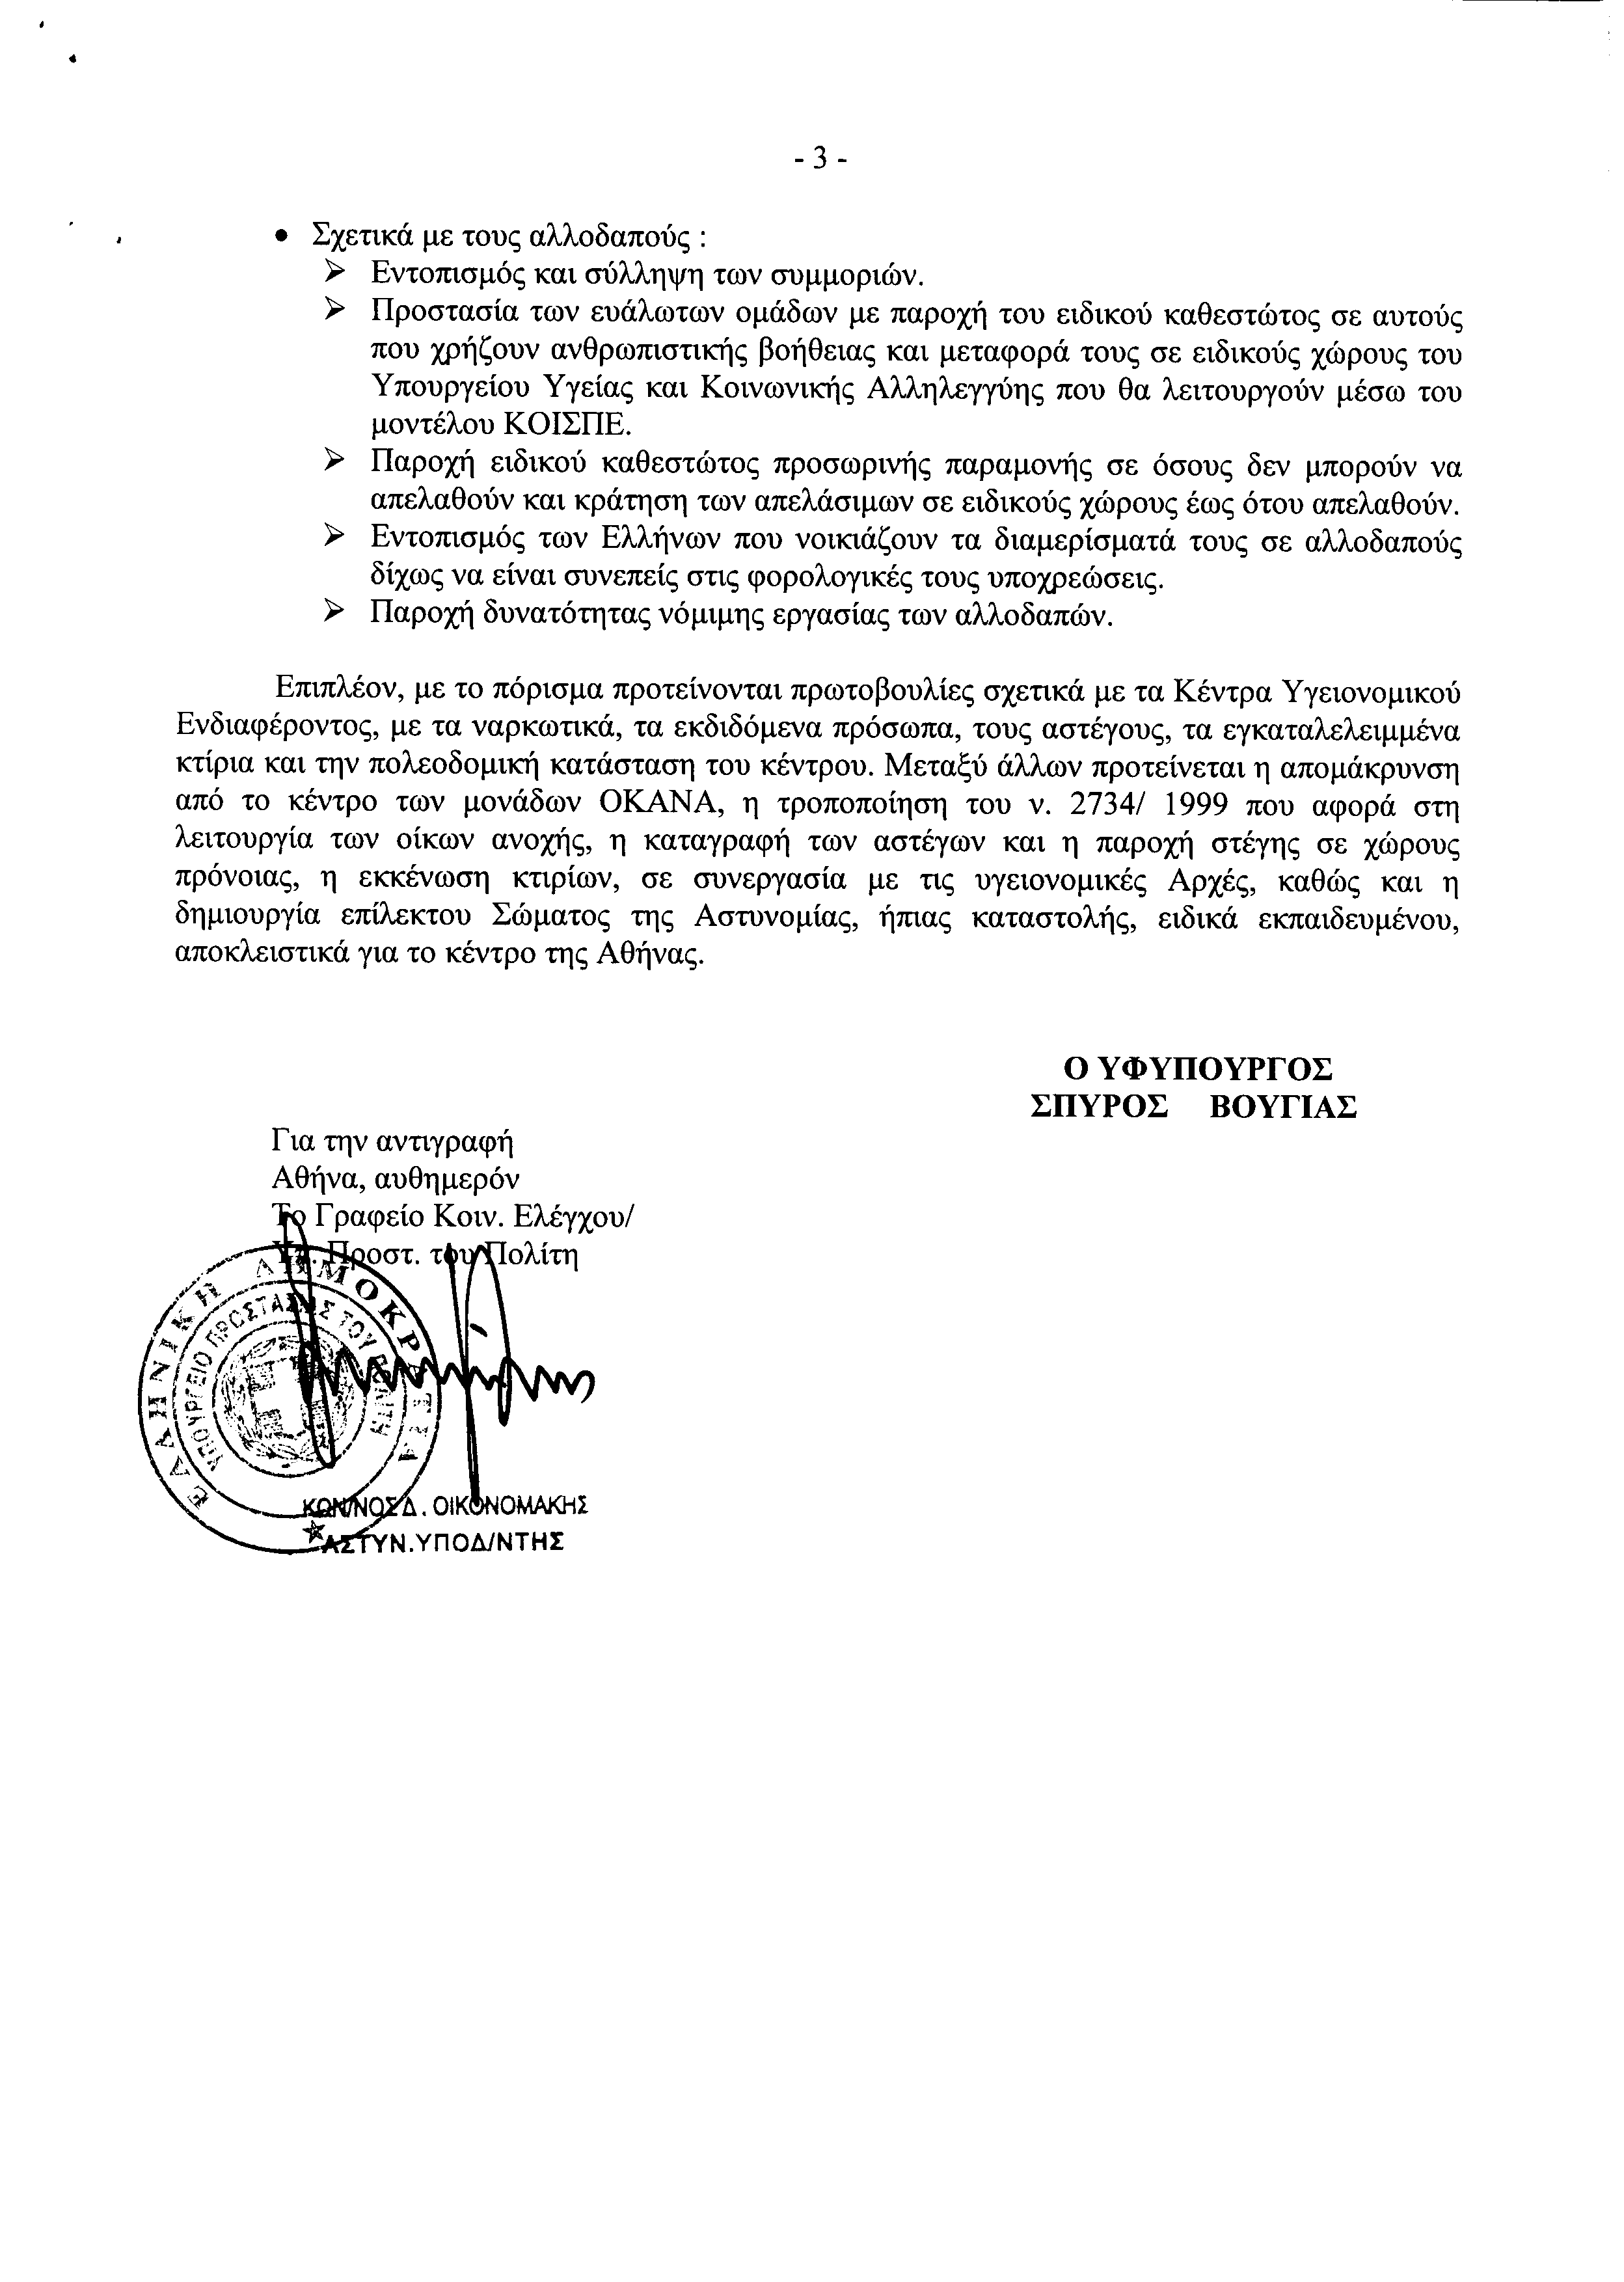 - 3 -
• Σχετικά με τους αλλοδαπούς :
➢ Εντοπισμός και σύλληψη των συμμοριών.
➢ Προστασία των ευάλωτων ομάδων με παροχή του ειδικού καθεστώτος σε αυτούς
που χρήζουν ανθρωπιστικής βοήθειας και μεταφορά τους σε ειδικούς χώρους του
Υπουργείου Υγείας και Κοινωνικής Αλληλεγγύης που θα λειτουργούν μέσω του
μοντέλου ΚΟΙΣΠΕ.
➢ Παροχή ειδικού καθεστώτος προσωρινής παραμονής σε όσους δεν μπορούν να
απελαθούν και κράτηση των απελάσιμων σε ειδικούς χώρους έως ότου απελαθούν.
➢ Εντοπισμός των Ελλήνων που νοικιάζουν τα διαμερίσματά τους σε αλλοδαπούς
δίχως να είναι συνεπείς στις φορολογικές τους υποχρεώσεις.
➢ Παροχή δυνατότητας νόμιμης εργασίας των αλλοδαπών.
Επιπλέον, με το πόρισμα προτείνονται πρωτοβουλίες σχετικά με τα Κέντρα Υγειονομικού
Ενδιαφέροντος, με τα ναρκωτικά, τα εκδιδόμενα πρόσωπα, τους αστέγους, τα εγκαταλελειμμένα
κτίρια και την πολεοδομική κατάσταση του κέντρου. Μεταξύ άλλων προτείνεται η απομάκρυνση
από το κέντρο των μονάδων ΟΚΑΝΑ, η τροποποίηση του ν. 2734/ 1999 που αφορά στη
λειτουργία των οίκων ανοχής, η καταγραφή των αστέγων και η παροχή στέγης σε χώρους
πρόνοιας, η εκκένωση κτιρίων, σε συνεργασία με τις υγειονομικές Αρχές, καθώς και η
δημιουργία επίλεκτου Σώματος της Αστυνομίας, ήπιας καταστολής, ειδικά εκπαιδευμένου,
αποκλειστικά για το κέντρο της Αθήνας.
Ο ΥΦΥΠΟΥΡΓΟΣ
ΣΠΥΡΟΣ ΒΟΥΓΙΑΣ
Για την αντιγραφή
Αθήνα, αυθημερόν
Το Γραφείο Κοιν. Ελέγχου/
Υπ. Προστ. του Πολίτη
ΕΛΛΗΝΙΚΗ ΔΗΜΟΚΡΑΤΙΑ
ΥΠΟΥΡΓΕΙΟ ΠΡΟΣΤΑΣΙΑΣ ΤΟΥ ΠΟΛΙΤΗ
ΚΩΝ/ΝΟΣ Δ. ΟΙΚΟΝΟΜΑΚΗΣ
ΑΣΤΥΝ.ΥΠΟΔ/ΝΤΗΣ